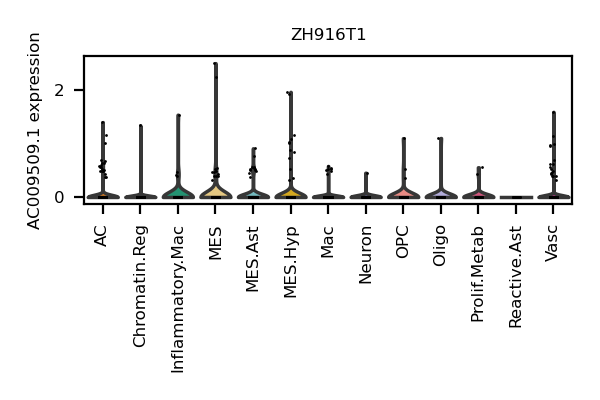 ZH916T1
AC009509.1 expression
2
0
AC
Chromatin.Reg
Inflammatory.Mac
MES
MES.Ast
MES.Hyp
Mac
Neuron
OPC
Oligo
Prolif.Metab
Reactive.Ast
Vasc